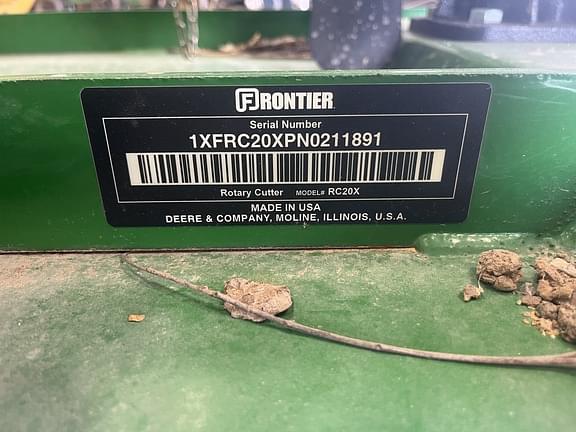 FRONTIER
Serial Number
1XFRC20XPN0211891
Rotary Cutter MODEL# RC20X
MADE IN USA
DEERE & COMPANY, MOLINE, ILLINOIS, U.S.A.